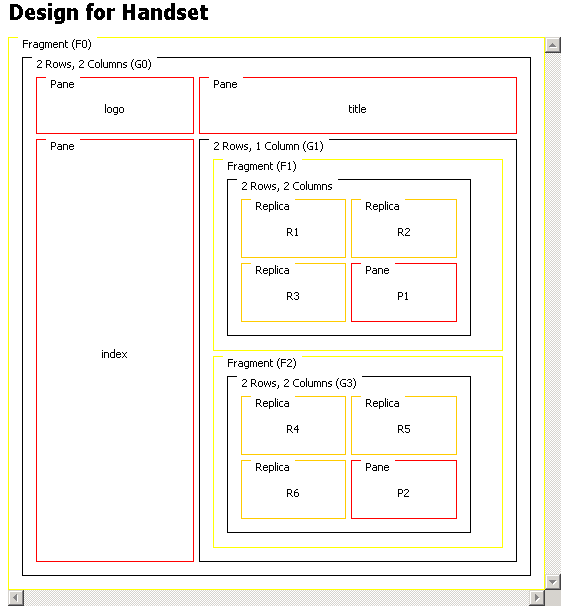 Design for Handset
Fragment (F0)
2 Rows, 2 Columns (G0)
Pane
logo
Pane
title
Pane
index
2 Rows, 1 Column (G1)
Fragment (F1)
2 Rows, 2 Columns
Replica
R1
Replica
R2
Replica
R3
Pane
P1
Fragment (F2)
2 Rows, 2 Columns (G3)
Replica
R4
Replica
R5
Replica
R6
Pane
P2